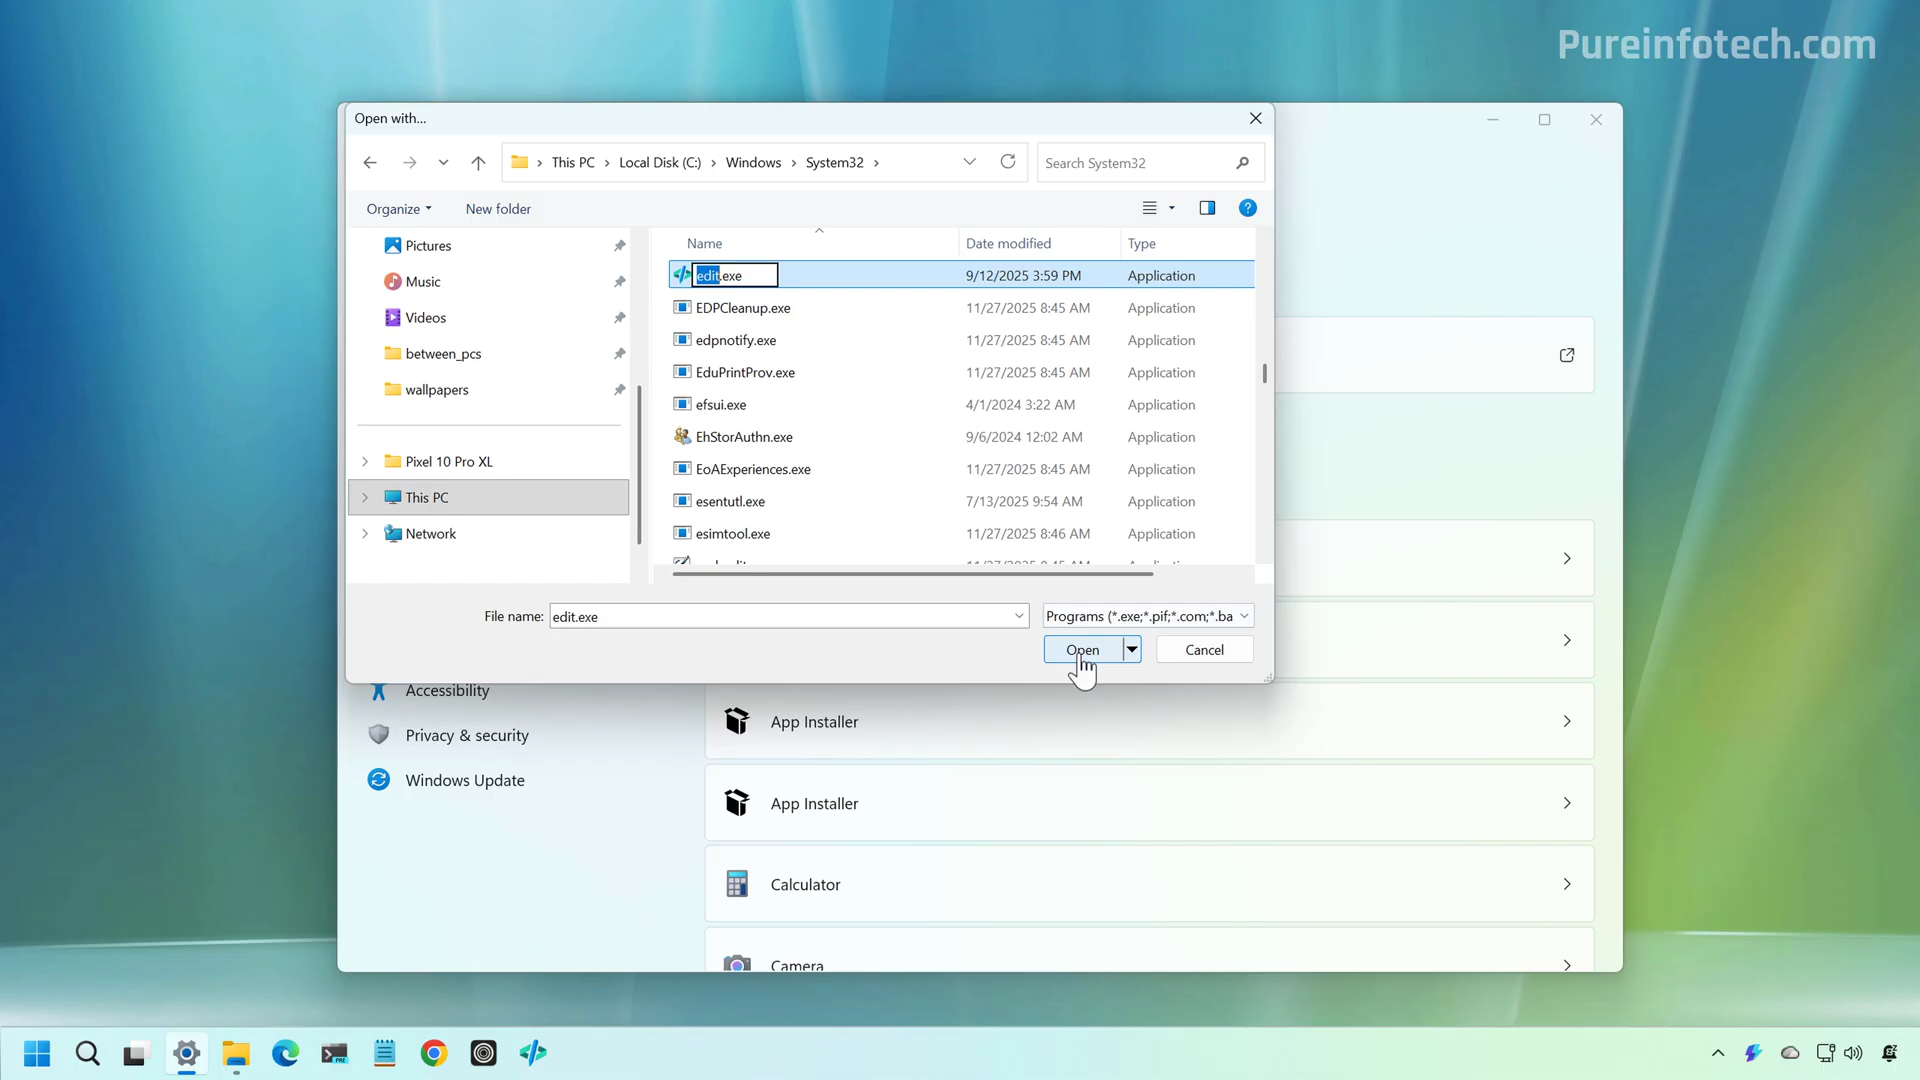 Pureinfotech.com
Open with...
This PC
Local Disk (C:)
Windows
System32
Search System32
Organize
New folder
Pictures
Music
Videos
between_pcs
wallpapers
Pixel 10 Pro XL
This PC
Network
Name
Date modified
Type
edit.exe 9/12/2025 3:59 PM Application
EDPCleanup.exe 11/27/2025 8:45 AM Application
edpnotify.exe 11/27/2025 8:45 AM Application
EduPrintProv.exe 11/27/2025 8:45 AM Application
efsui.exe 4/1/2024 3:22 AM Application
EhStorAuthn.exe 9/6/2024 12:02 AM Application
EoAExperiences.exe 11/27/2025 8:45 AM Application
esentutl.exe 7/13/2025 9:54 AM Application
esimtool.exe 11/27/2025 8:46 AM Application
File name: edit.exe
Programs (*.exe;*.pif;*.com;*.ba
Open
Cancel
Accessibility
Privacy & security
Windows Update
App Installer
App Installer
Calculator
Camera
PRE